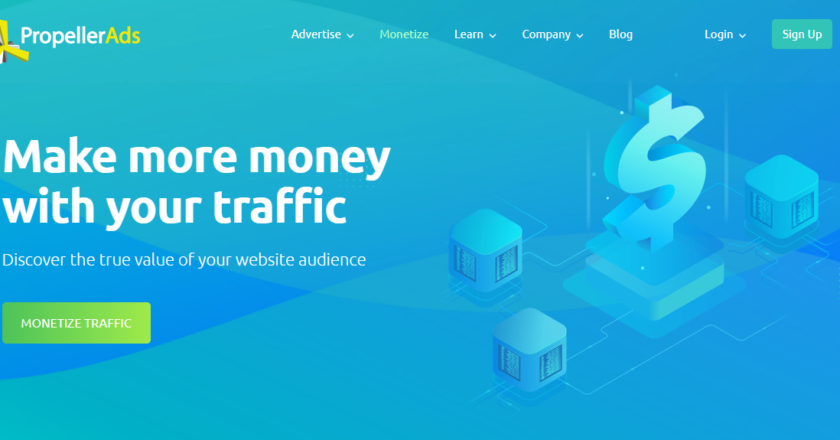 PropellerAds
Advertise Monetize Learn Company Blog Login Sign Up
Make more money
with your traffic
Discover the true value of your website audience
MONETIZE TRAFFIC